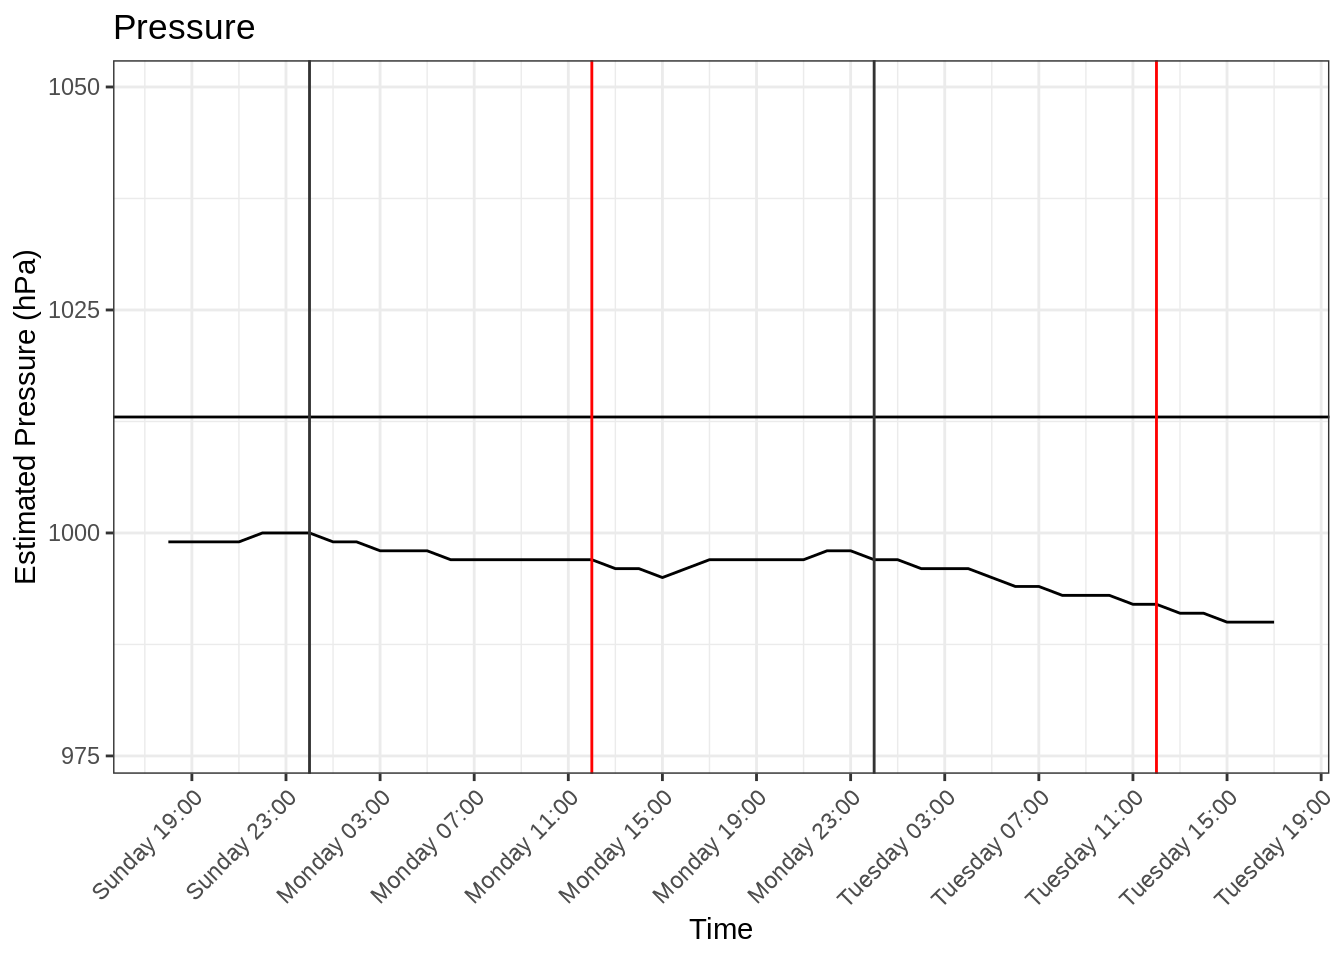 Pressure
Estimated Pressure (hPa)
1050
1025
1000
975
Sunday 19:00
Sunday 23:00
Monday 03:00
Monday 07:00
Monday 11:00
Monday 15:00
Monday 19:00
Monday 23:00
Tuesday 03:00
Tuesday 07:00
Tuesday 11:00
Tuesday 15:00
Tuesday 19:00
Time